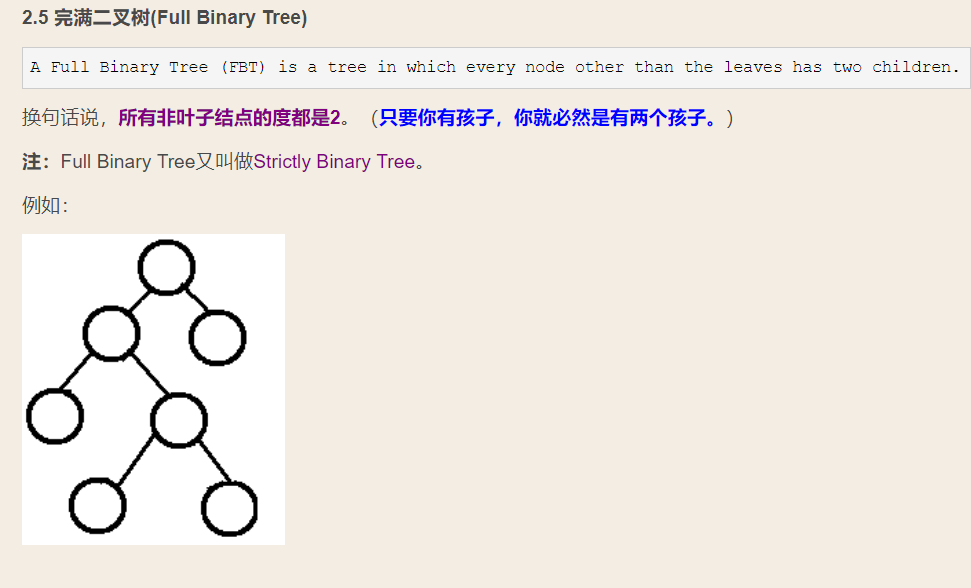 2.5 完满二叉树(Full Binary Tree)
A Full Binary Tree (FBT) is a tree in which every node other than the leaves has two children.
换句话说，所有非叶子结点的度都是2。（只要你有孩子，你就必然是有两个孩子。）
注：Full Binary Tree又叫做Strictly Binary Tree。
例如：